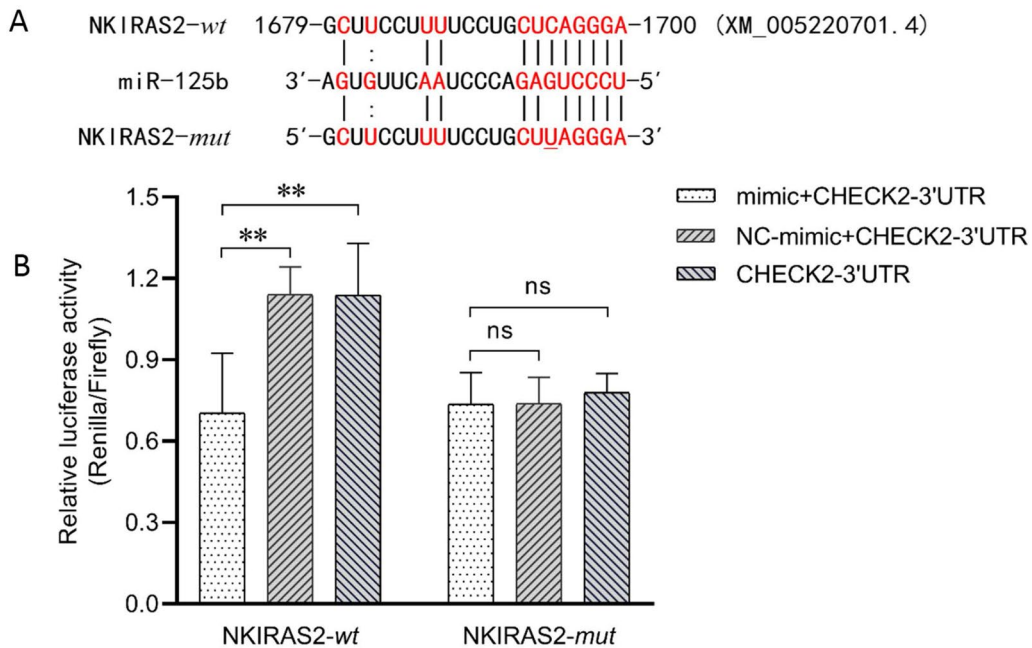 A
NKIRAS2-wt 1679-GCUUCCUUUUCCUGCUCAGGGA-1700 (XM_005220701.4)
miR-125b 3'-AGUGUUCAAUCCCAGAGUCCCU-5'
NKIRAS2-mut 5'-GCUUCCUUUUCCUGCUUAGGGA-3'
B
Relative luciferase activity
(Renilla/Firefly)
1.5
1.2
0.9
0.6
0.3
0.0
**
**
ns
ns
mimic+CHECK2-3'UTR
NC-mimic+CHECK2-3'UTR
CHECK2-3'UTR
NKIRAS2-wt
NKIRAS2-mut